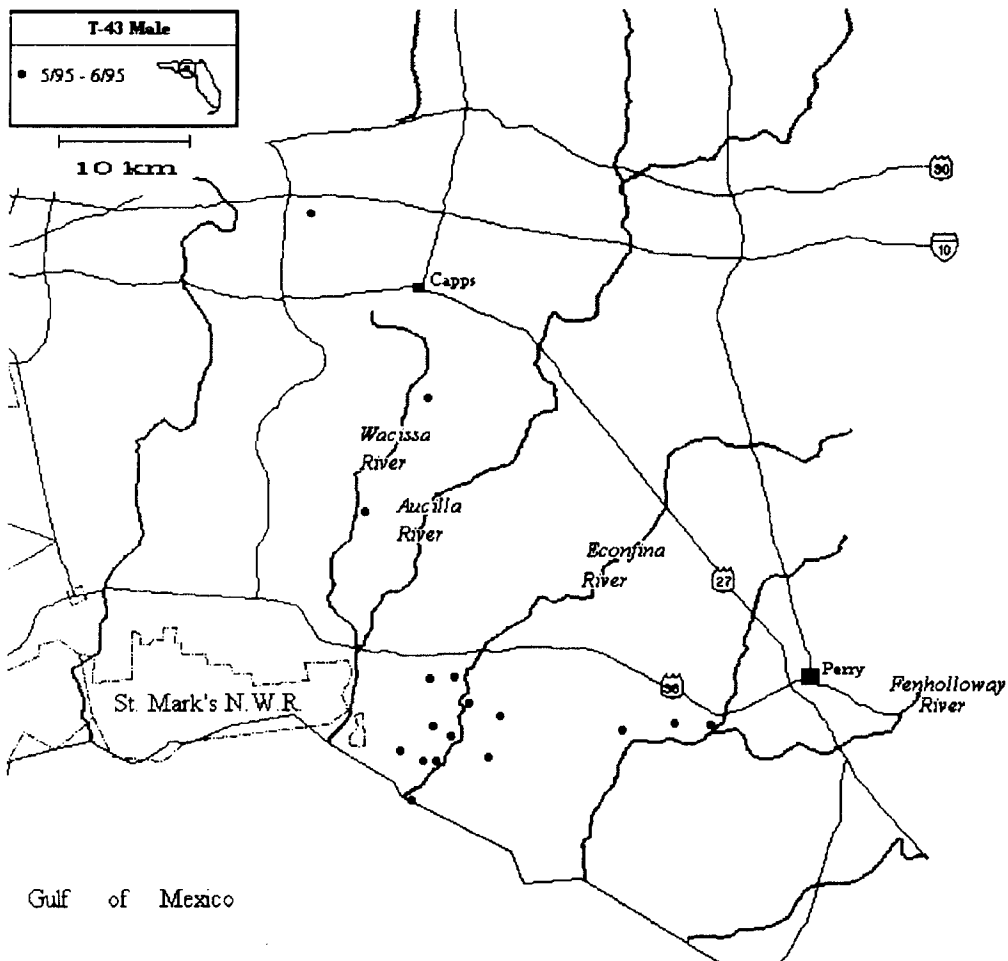 T-43 Male
5/95 - 6/95
10 km
90
10
Capps
Wacissa
River
Aucilla
River
Econfina
River
27
98
Perry
Fenholloway
River
St. Mark's N.W.R.
Gulf of Mexico